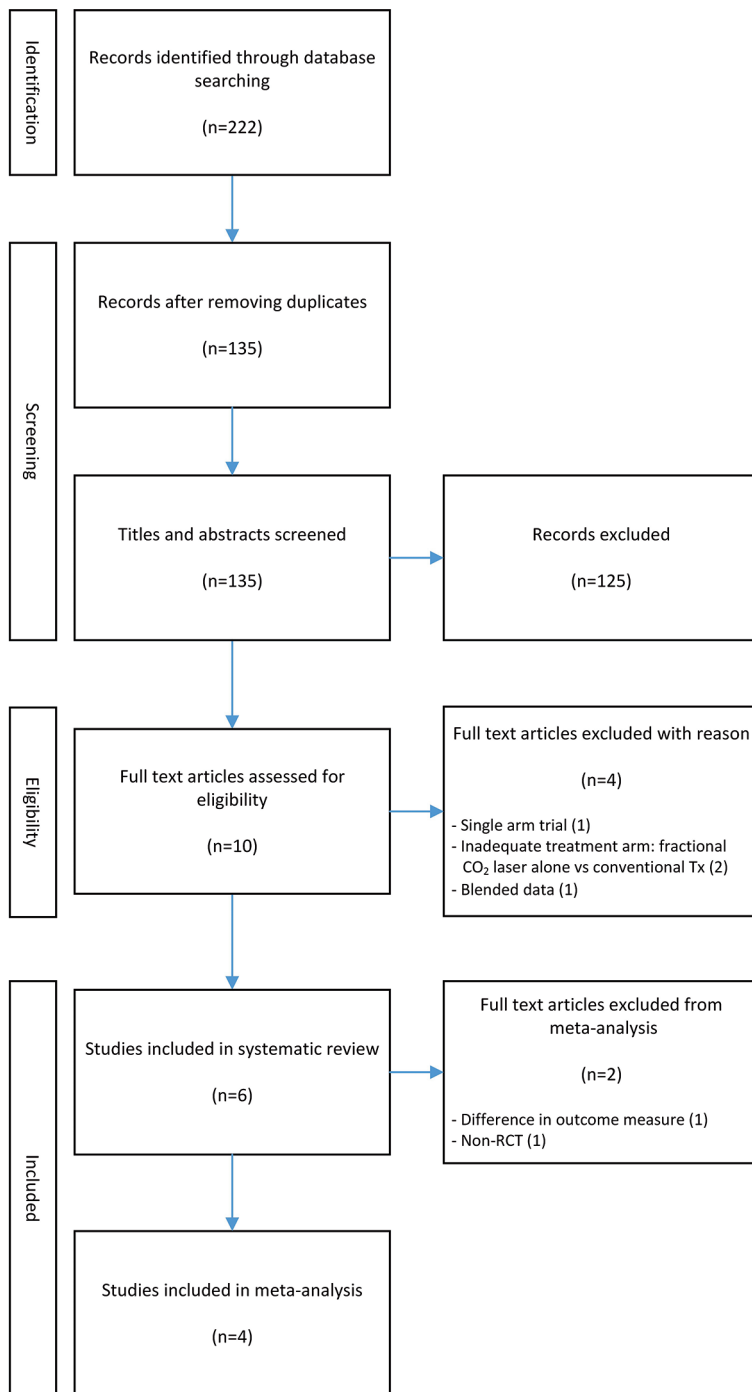 Identification
Records identified through database
searching
(n=222)
Screening
Records after removing duplicates
(n=135)
Titles and abstracts screened
(n=135)
Records excluded
(n=125)
Eligibility
Full text articles assessed for
eligibility
(n=10)
Full text articles excluded with reason
(n=4)
- Single arm trial (1)
- Inadequate treatment arm: fractional
CO₂ laser alone vs conventional Tx (2)
- Blended data (1)
Included
Studies included in systematic review
(n=6)
Full text articles excluded from
meta-analysis
(n=2)
- Difference in outcome measure (1)
- Non-RCT (1)
Studies included in meta-analysis
(n=4)